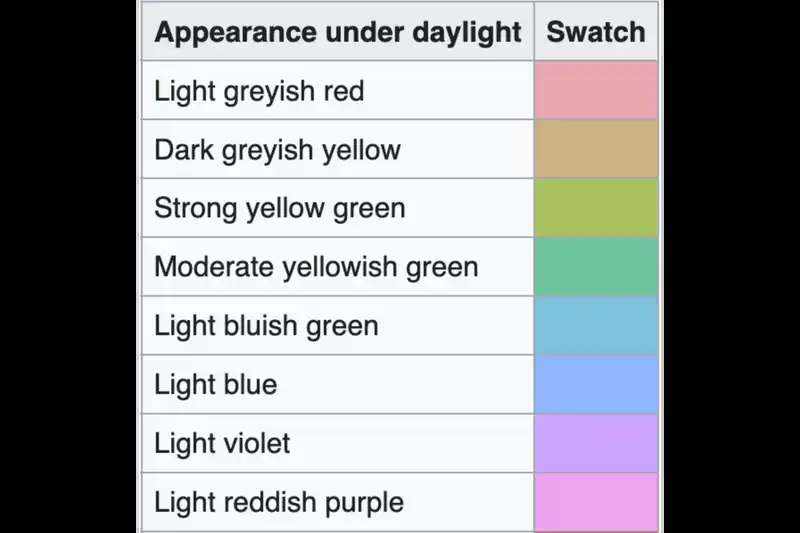 Appearance under daylight Swatch
Light greyish red
Dark greyish yellow
Strong yellow green
Moderate yellowish green
Light bluish green
Light blue
Light violet
Light reddish purple